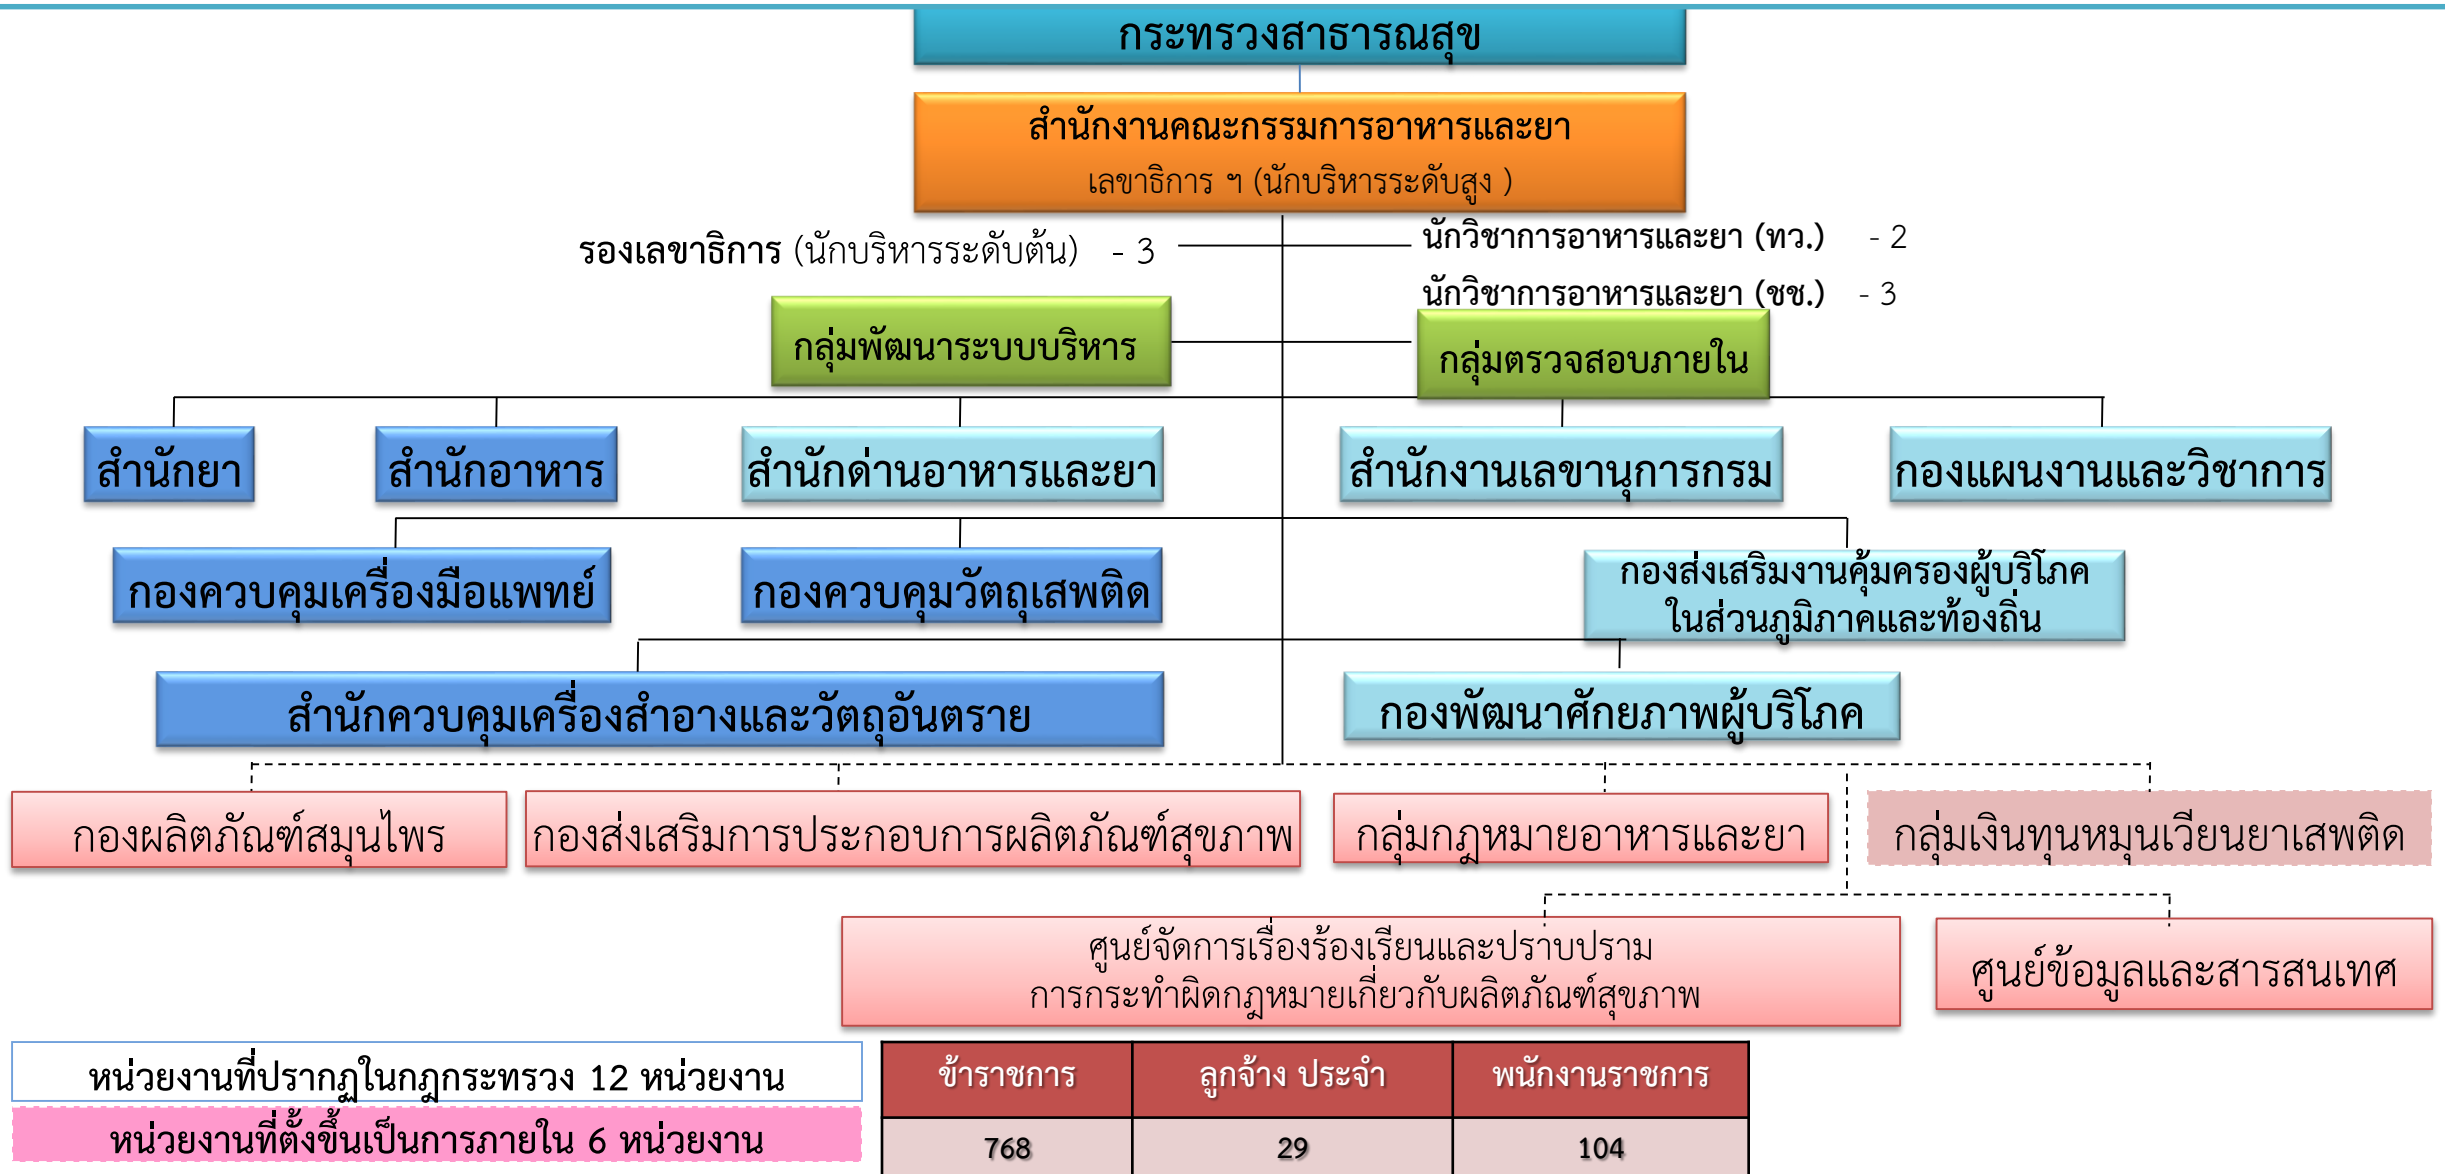 กระทรวงสาธารณสุข
สำนักงานคณะกรรมการอาหารและยา
เลขาธิการ ฯ (นักบริหารระดับสูง )
รองเลขาธิการ (นักบริหารระดับต้น) - 3
นักวิชาการอาหารและยา (ทว.) - 2
นักวิชาการอาหารและยา (ชช.) - 3
กลุ่มพัฒนาระบบบริหาร
กลุ่มตรวจสอบภายใน
สำนักยา
สำนักอาหาร
สำนักด่านอาหารและยา
สำนักงานเลขานุการกรม
กองแผนงานและวิชาการ
กองควบคุมเครื่องมือแพทย์
กองควบคุมวัตถุเสพติด
กองส่งเสริมงานคุ้มครองผู้บริโภค
ในส่วนภูมิภาคและท้องถิ่น
สำนักควบคุมเครื่องสำอางและวัตถุอันตราย
กองพัฒนาศักยภาพผู้บริโภค
กองผลิตภัณฑ์สมุนไพร
กองส่งเสริมการประกอบการผลิตภัณฑ์สุขภาพ
กลุ่มกฎหมายอาหารและยา
กลุ่มเงินทุนหมุนเวียนยาเสพติด
ศูนย์จัดการเรื่องร้องเรียนและปราบปราม
การกระทำผิดกฎหมายเกี่ยวกับผลิตภัณฑ์สุขภาพ
ศูนย์ข้อมูลและสารสนเทศ
หน่วยงานที่ปรากฏในกฎกระทรวง 12 หน่วยงาน
หน่วยงานที่ตั้งขึ้นเป็นการภายใน 6 หน่วยงาน
ข้าราชการ ลูกจ้าง ประจำ พนักงานราชการ
768 29 104